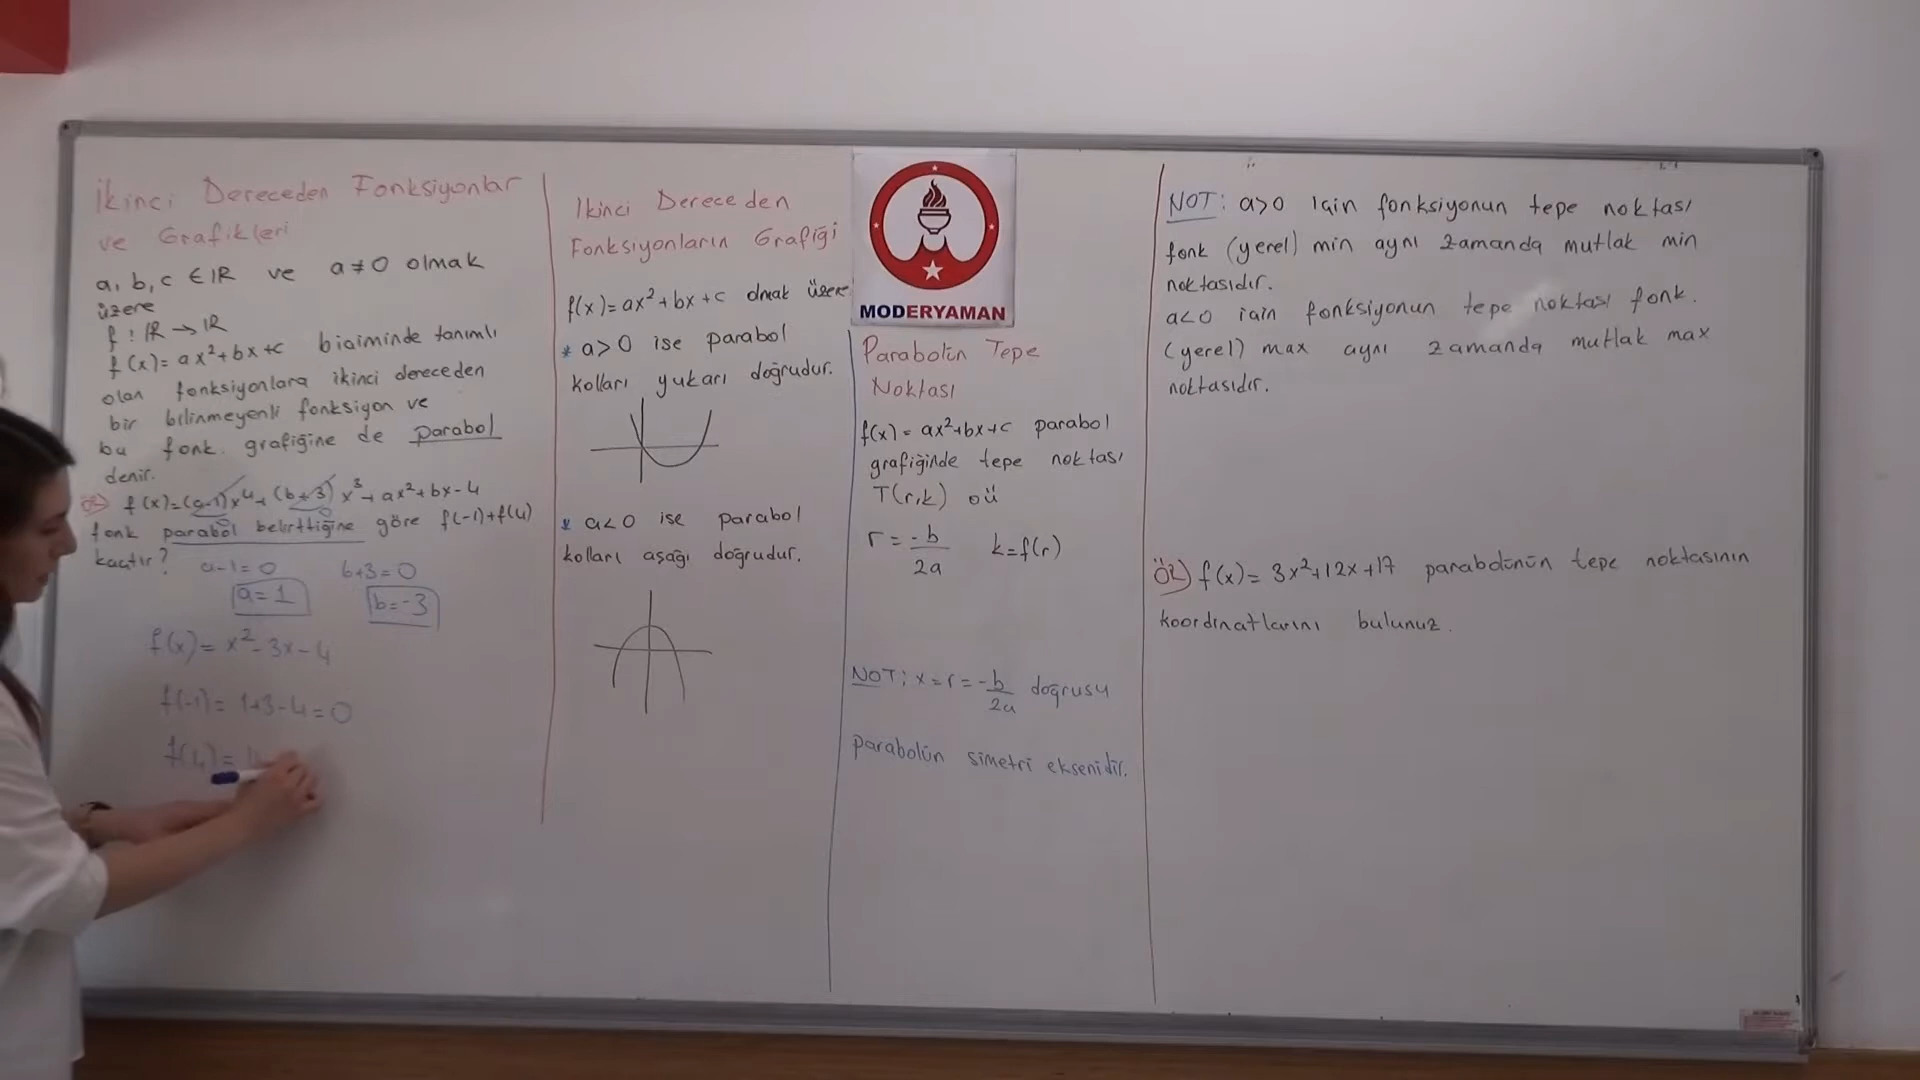 İkinci Dereceden Fonksiyonlar
ve Grafikleri
a, b, c ∈ IR ve a≠0 olmak
üzere
f : IR → IR
f(x)= ax²+bx+c biçiminde tanımlı
olan fonksiyonlara ikinci dereceden
bir bilinmeyenli fonksiyon ve
bu fonk. grafiğine de parabol
denir.
ÖR) f(x)=(a-1)x⁴+(b+3)x³+ax²+bx-4
0 0
fonk parabol belirttiğine göre f(-1)+f(4)
kaçtır?
a-1=0 b+3=0
a=1 b=-3
f(x)= x²-3x-4
f(-1)= 1+3-4=0
f(4)=
İkinci Dereceden
Fonksiyonların Grafiği
f(x)=ax²+bx+c olmak üzere
* a>0 ise parabol
kolları yukarı doğrudur.
* a<0 ise parabol
kolları aşağı doğrudur.
MODERYAMAN
Parabolün Tepe
Noktası
f(x)=ax²+bx+c parabol
grafiğinde tepe noktası
T(r,k) oü
r= -b/2a k=f(r)
NOT: x=r=-b/2a doğrusu
parabolün simetri eksenidir.
NOT: a>0 için fonksiyonun tepe noktası
fonk (yerel) min aynı zamanda mutlak min
noktasıdır.
a<0 için fonksiyonun tepe noktası fonk.
(yerel) max aynı zamanda mutlak max
noktasıdır.
ÖR) f(x)= 3x²+12x+17 parabolünün tepe noktasının
koordinatlarını bulunuz.